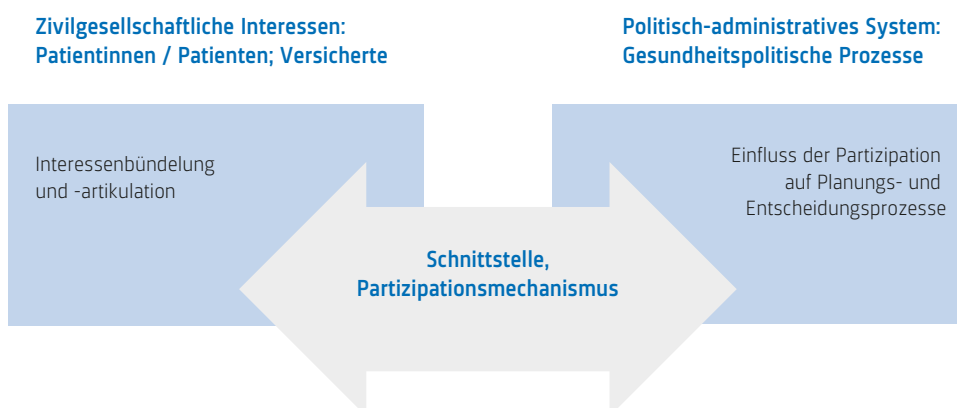 Zivilgesellschaftliche Interessen:
Patientinnen / Patienten; Versicherte
Politisch-administratives System:
Gesundheitspolitische Prozesse
Interessenbündelung
und -artikulation
Einfluss der Partizipation
auf Planungs- und
Entscheidungsprozesse
Schnittstelle,
Partizipationsmechanismus